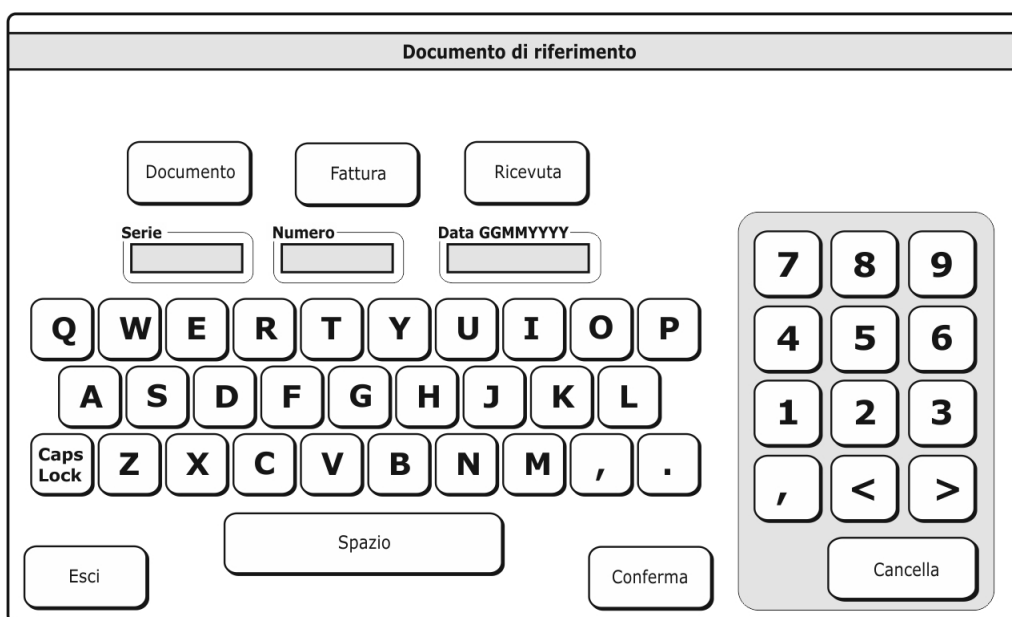 Documento di riferimento
Documento Fattura Ricevuta
Serie Numero Data GGMMYYYY
Q W E R T Y U I O P
A S D F G H J K L
Caps Lock Z X C V B N M , .
Spazio
Esci Conferma
7 8 9
4 5 6
1 2 3
, < >
Cancella